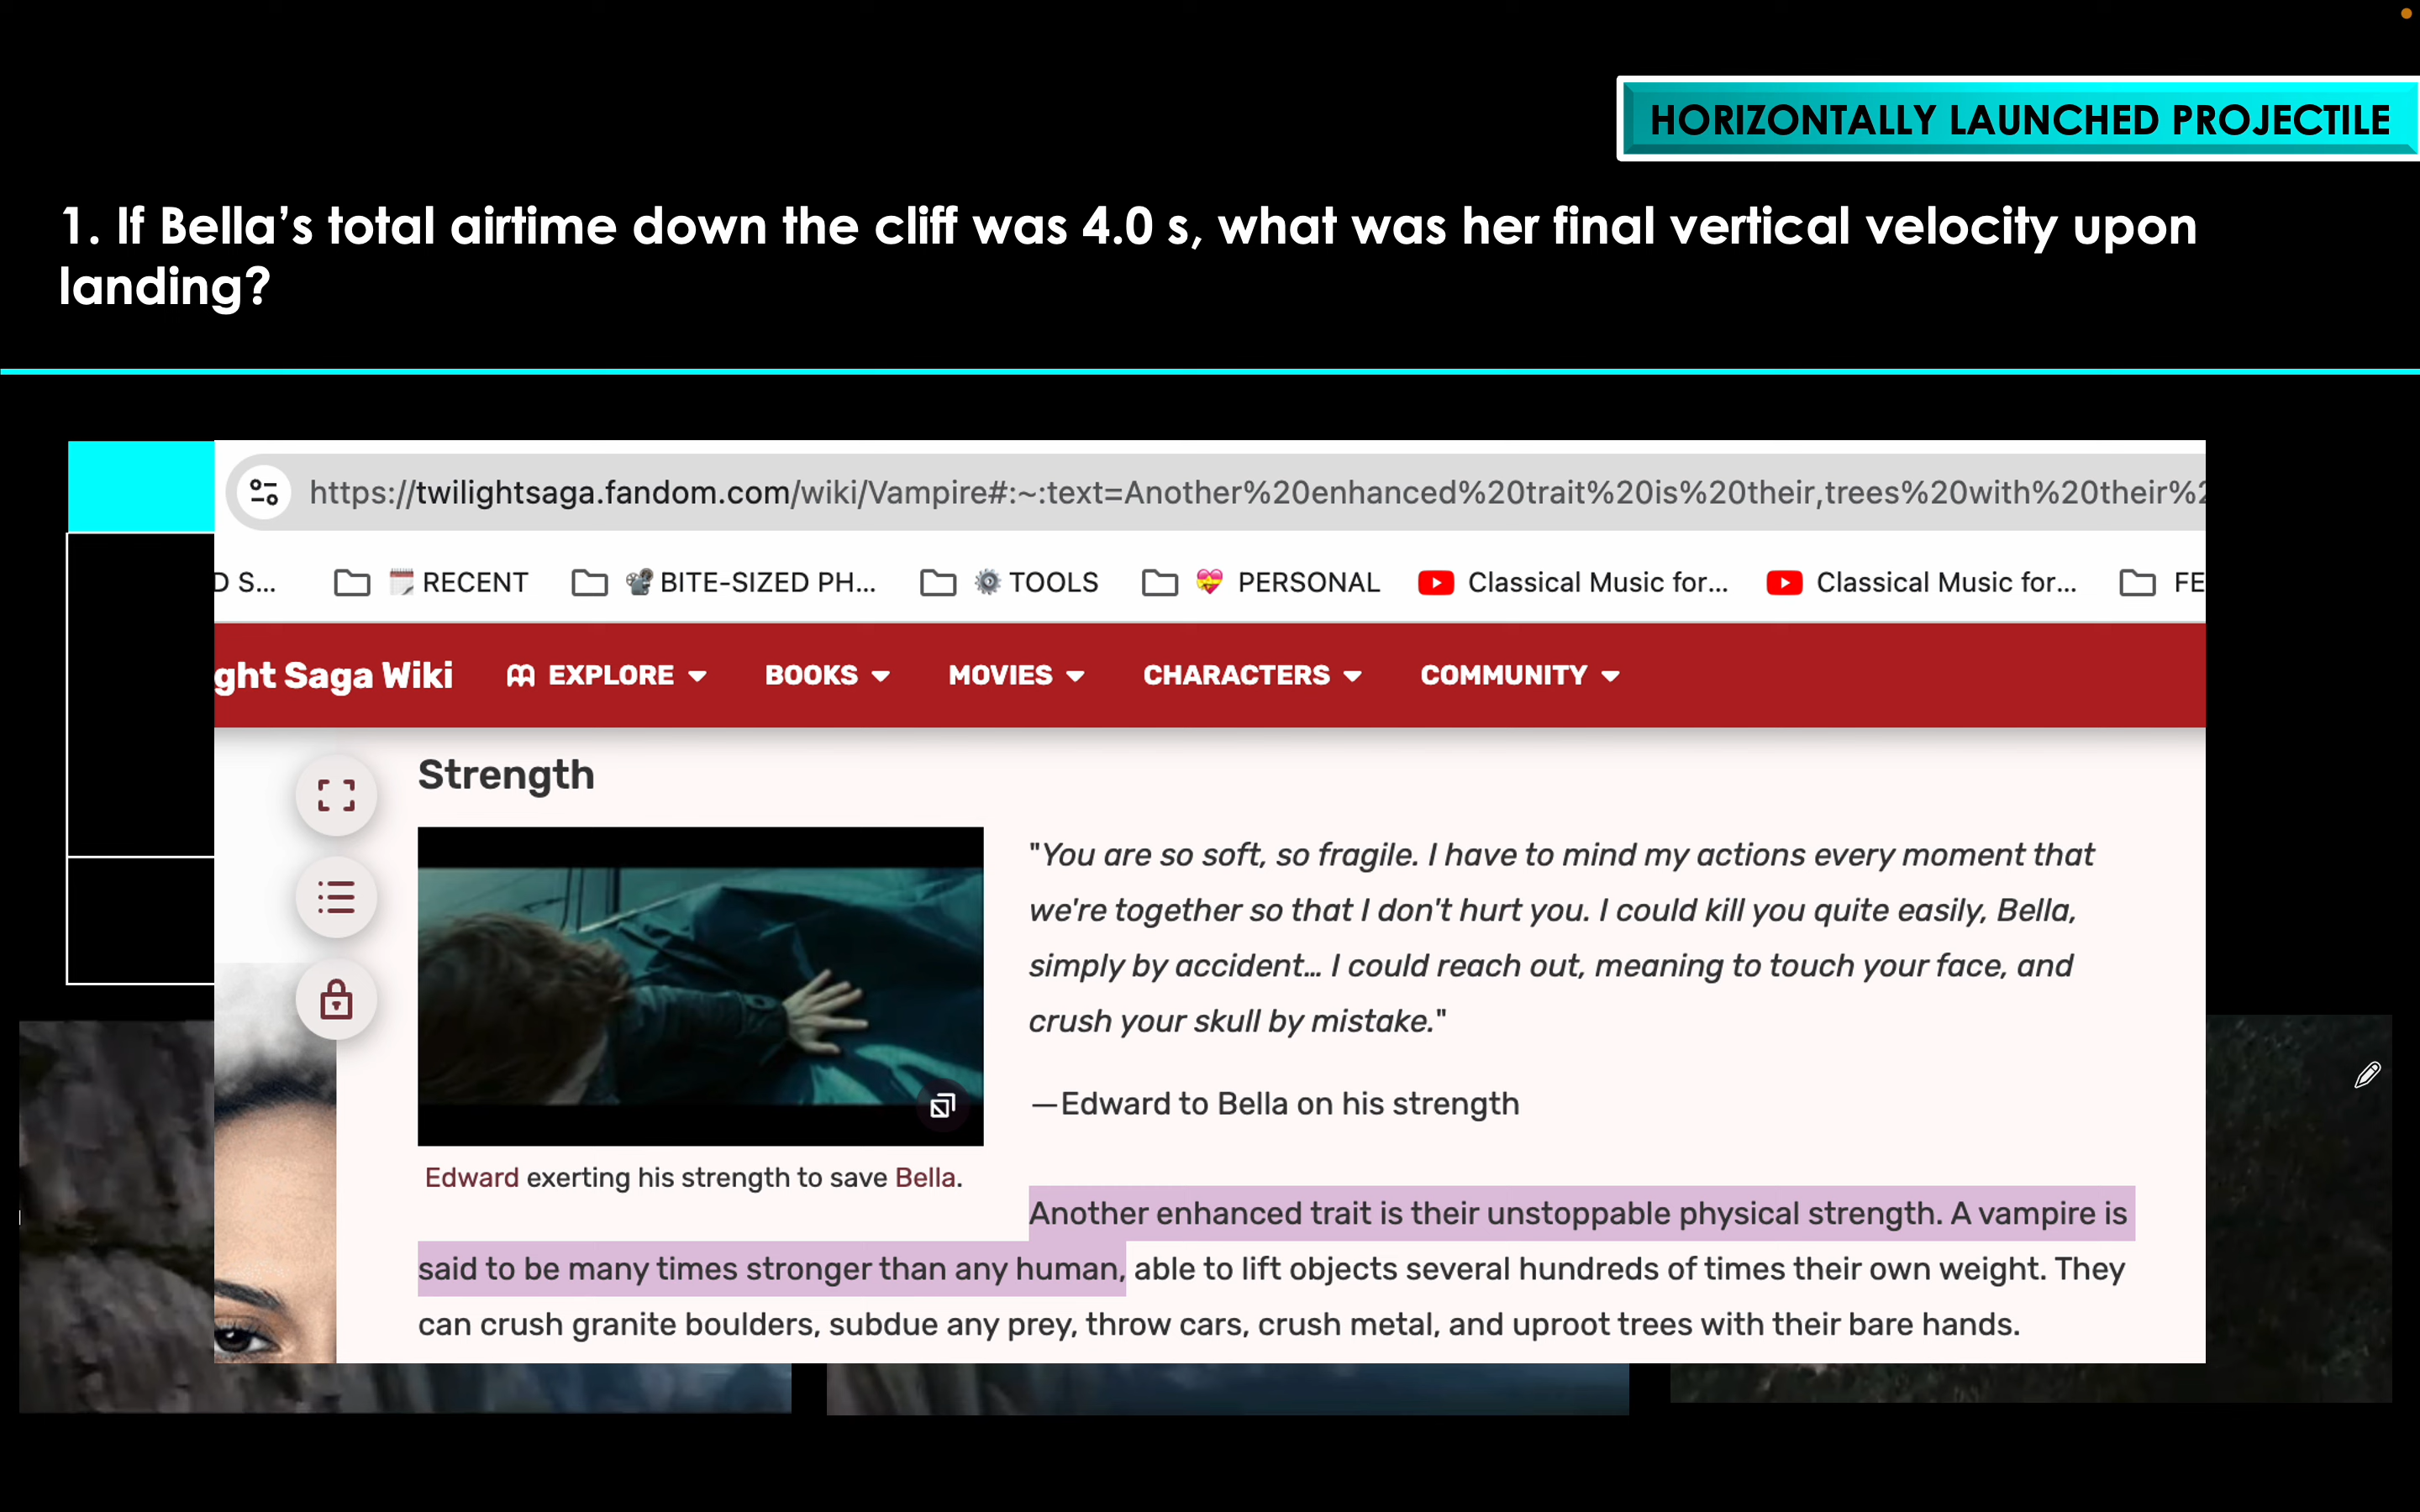 HORIZONTALLY LAUNCHED PROJECTILE
1. If Bella’s total airtime down the cliff was 4.0 s, what was her final vertical velocity upon
landing?
https://twilightsaga.fandom.com/wiki/Vampire#:~:text=Another%20enhanced%20trait%20is%20their,trees%20with%20their%2
D S... RECENT BITE-SIZED PH... TOOLS PERSONAL Classical Music for... Classical Music for... FE
ght Saga Wiki EXPLORE BOOKS MOVIES CHARACTERS COMMUNITY
Strength
"You are so soft, so fragile. I have to mind my actions every moment that
we're together so that I don't hurt you. I could kill you quite easily, Bella,
simply by accident... I could reach out, meaning to touch your face, and
crush your skull by mistake."
—Edward to Bella on his strength
Edward exerting his strength to save Bella.
Another enhanced trait is their unstoppable physical strength. A vampire is
said to be many times stronger than any human, able to lift objects several hundreds of times their own weight. They
can crush granite boulders, subdue any prey, throw cars, crush metal, and uproot trees with their bare hands.